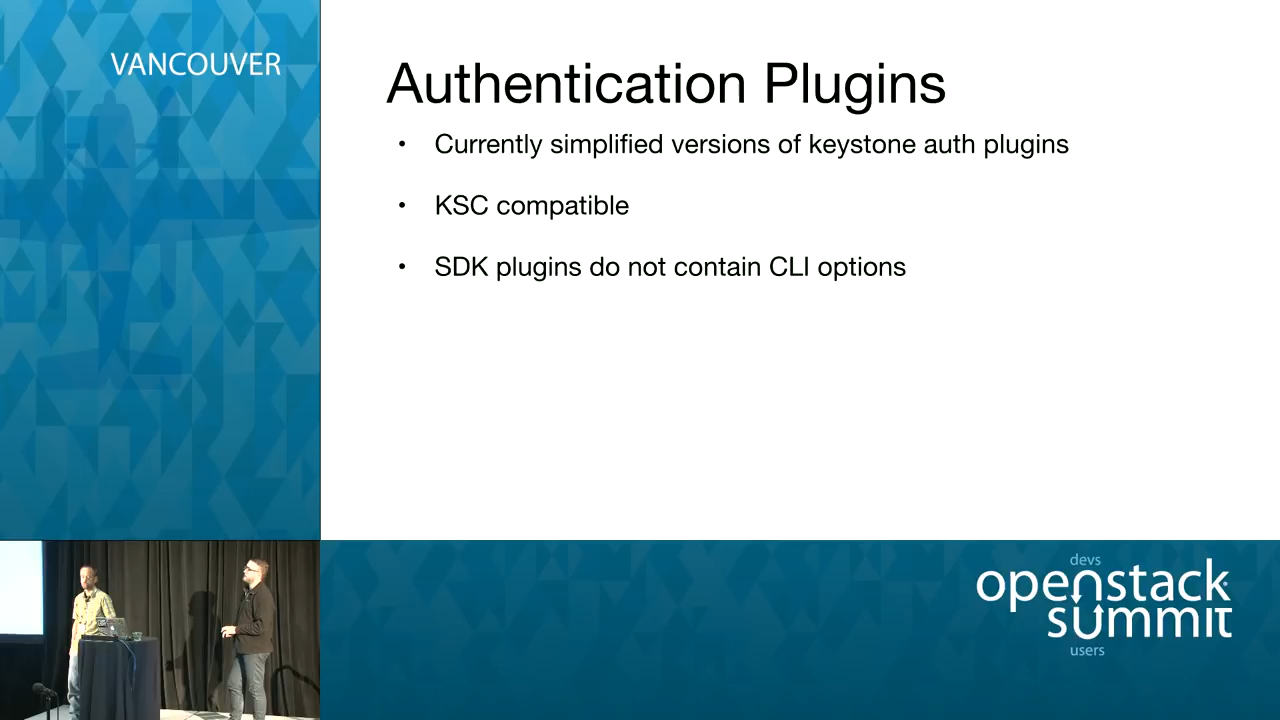 VANCOUVER
Authentication Plugins
• Currently simplified versions of keystone auth plugins
• KSC compatible
• SDK plugins do not contain CLI options
devs
openstack
summit
users